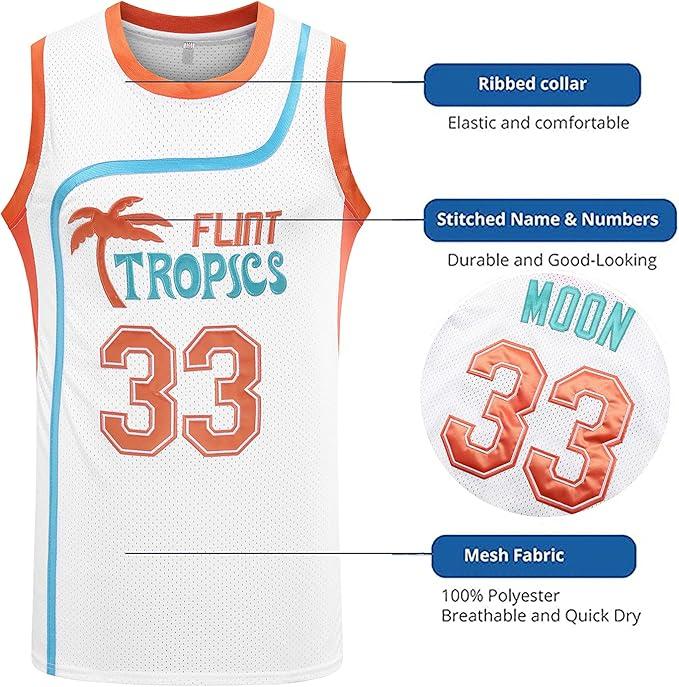 Ribbed collar
Elastic and comfortable
FLINT
TROPICS
33
Stitched Name & Numbers
Durable and Good-Looking
MOON
33
Mesh Fabric
100% Polyester
Breathable and Quick Dry